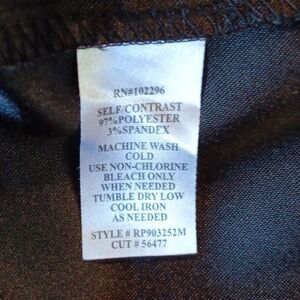 RN#102296
SELF/CONTRAST
97%POLYESTER
3%SPANDEX
MACHINE WASH
COLD
USE NON-CHLORINE
BLEACH ONLY
WHEN NEEDED
TUMBLE DRY LOW
COOL IRON
AS NEEDED
STYLE # RP903252M
CUT # 56477